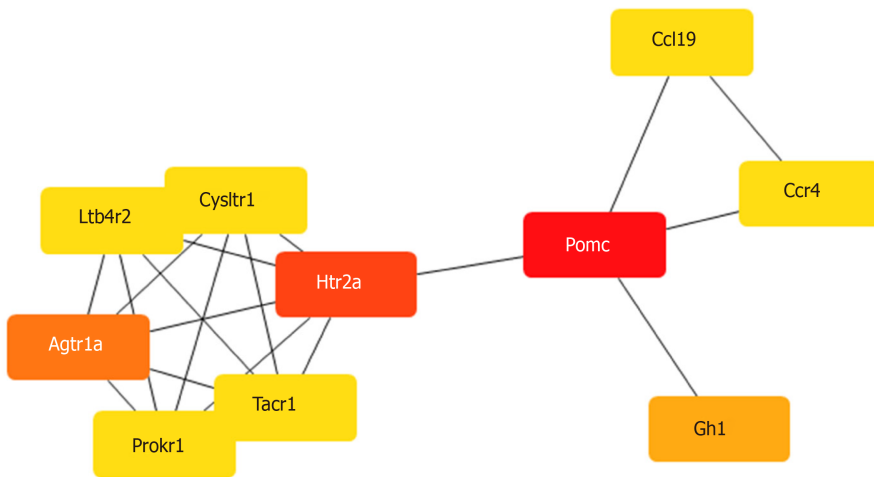 Ccl19
Ccr4
Cysltr1
Ltb4r2
Pomc
Htr2a
Agtr1a
Tacr1
Gh1
Prokr1